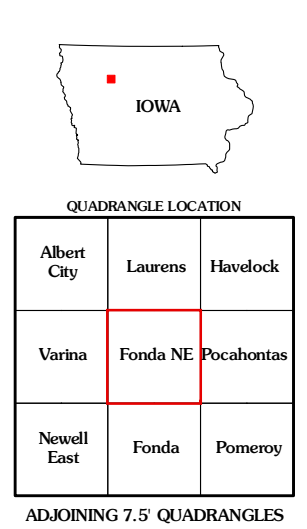 IOWA
QUADRANGLE LOCATION
Albert
City
Laurens
Havelock
Varina
Fonda NE
Pocahontas
Newell
East
Fonda
Pomeroy
ADJOINING 7.5' QUADRANGLES